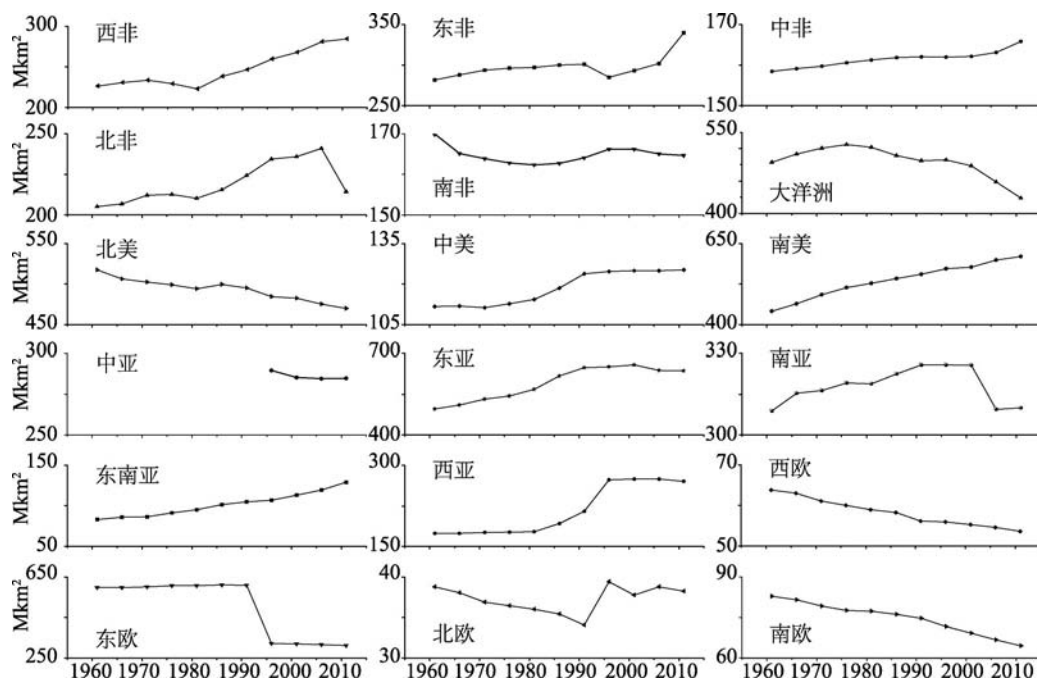 Mkm² 300 西非 200
350 东非 250
170 中非 150
250 北非 200
170 南非 150
550 大洋洲 400
Mkm² 550 北美 450
135 中美 105
650 南美 400
Mkm² 300 中亚 250
700 东亚 400
330 南亚 300
Mkm² 150 东南亚 50
300 西亚 150
70 西欧 50
Mkm² 650 东欧 250
40 北欧 30
90 南欧 60
1960 1970 1980 1990 2000 2010
1960 1970 1980 1990 2000 2010
1960 1970 1980 1990 2000 2010